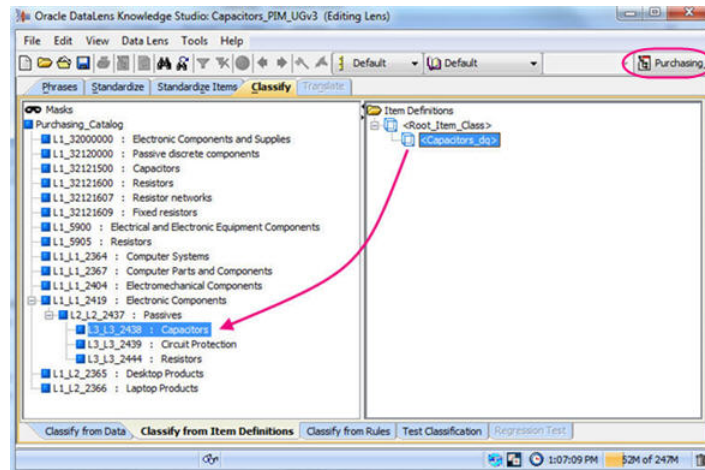 Oracle DataLens Knowledge Studio: Capacitors_PIM_UGv3 (Editing Lens)
File Edit View Data Lens Tools Help
Default Default Purchasing_
Phrases Standardize Standardize Items Classify Translate
Masks
Purchasing_Catalog
L1_32000000 : Electronic Components and Supplies
L1_32120000 : Passive discrete components
L1_32121500 : Capacitors
L1_32121600 : Resistors
L1_32121607 : Resistor networks
L1_32121609 : Fixed resistors
L1_5900 : Electrical and Electronic Equipment Components
L1_5905 : Resistors
L1_L1_2364 : Computer Systems
L1_L1_2367 : Computer Parts and Components
L1_L1_2404 : Electromechanical Components
L1_L1_2419 : Electronic Components
L2_L2_2437 : Passives
L3_L3_2438 : Capacitors
L3_L3_2439 : Circuit Protection
L3_L3_2444 : Resistors
L1_L2_2365 : Desktop Products
L1_L2_2366 : Laptop Products
Item Definitions
<Root_Item_Class>
<Capacitors_dq>
Classify from Data Classify from Item Definitions Classify from Rules Test Classification Regression Test
1:07:09 PM 52M of 247M